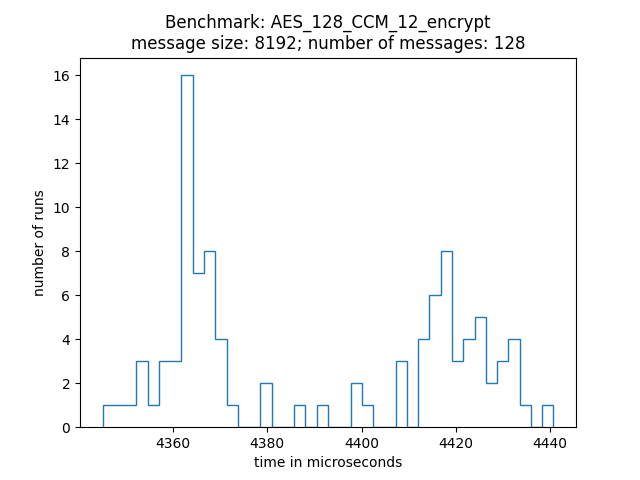 Benchmark: AES_128_CCM_12_encrypt
message size: 8192; number of messages: 128
16
14
12
10
8
6
4
2
0
number of runs
4360 4380 4400 4420 4440
time in microseconds